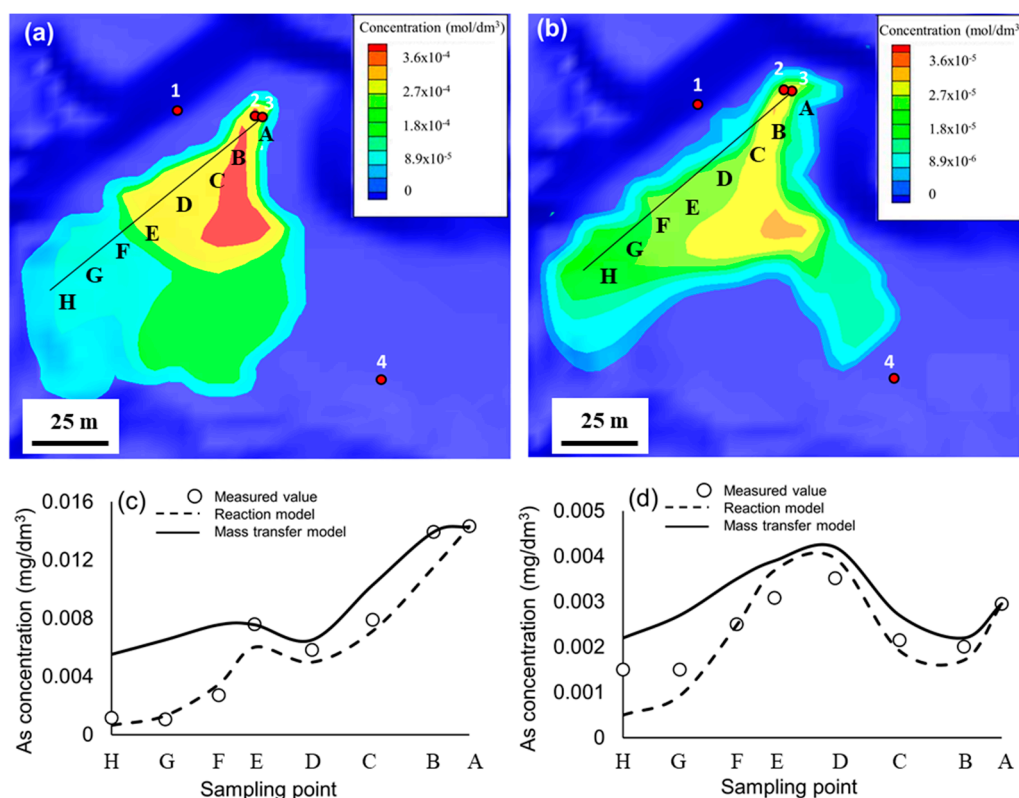 (a)
Concentration (mol/dm³)
3.6x10⁻⁴
2.7x10⁻⁴
1.8x10⁻⁴
8.9x10⁻⁵
0
1
2
3
A
B
C
D
E
F
G
H
4
25 m
(b)
Concentration (mol/dm³)
3.6x10⁻⁵
2.7x10⁻⁵
1.8x10⁻⁵
8.9x10⁻⁶
0
1
2
3
A
B
C
D
E
F
G
H
4
25 m
(c)
Measured value
Reaction model
Mass transfer model
As concentration (mg/dm³)
0.016
0.012
0.008
0.004
0
H G F E D C B A
Sampling point
(d)
Measured value
Reaction model
Mass transfer model
As concentration (mg/dm³)
0.005
0.004
0.003
0.002
0.001
0
H G F E D C B A
Sampling point